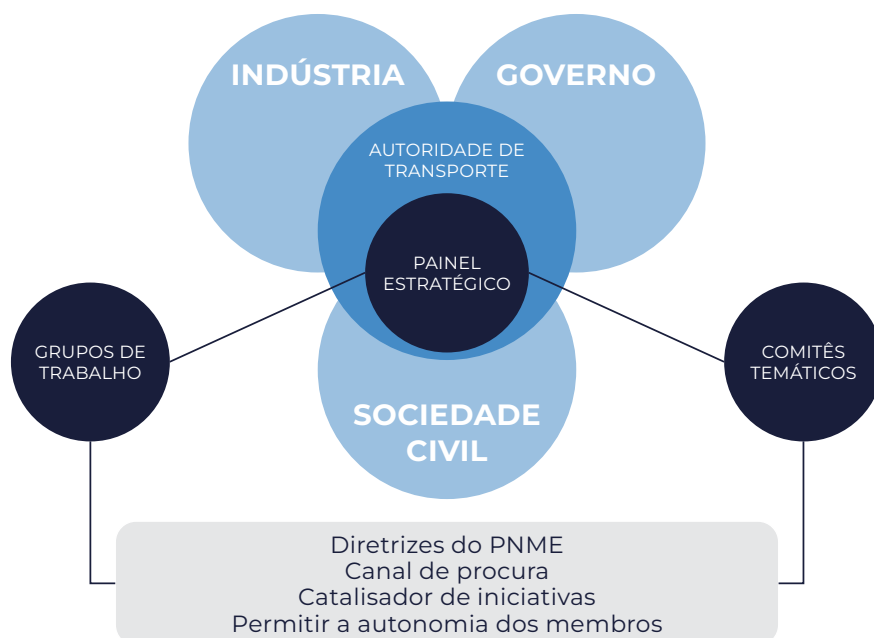 INDÚSTRIA
GOVERNO
AUTORIDADE DE
TRANSPORTE
PAINEL
ESTRATÉGICO
GRUPOS DE
TRABALHO
COMITÊS
TEMÁTICOS
SOCIEDADE
CIVIL
Diretrizes do PNME
Canal de procura
Catalisador de iniciativas
Permitir a autonomia dos membros